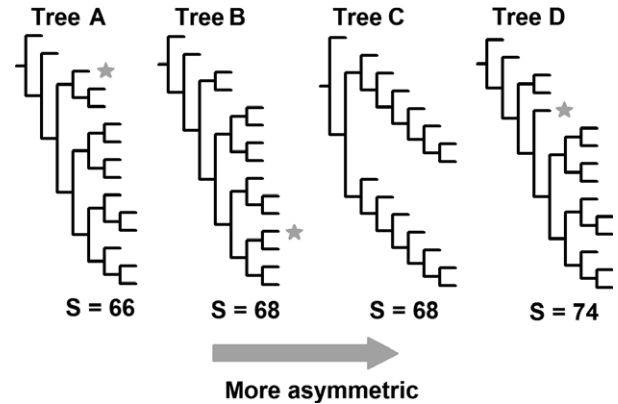 Tree A Tree B Tree C Tree D
S = 66 S = 68 S = 68 S = 74
More asymmetric